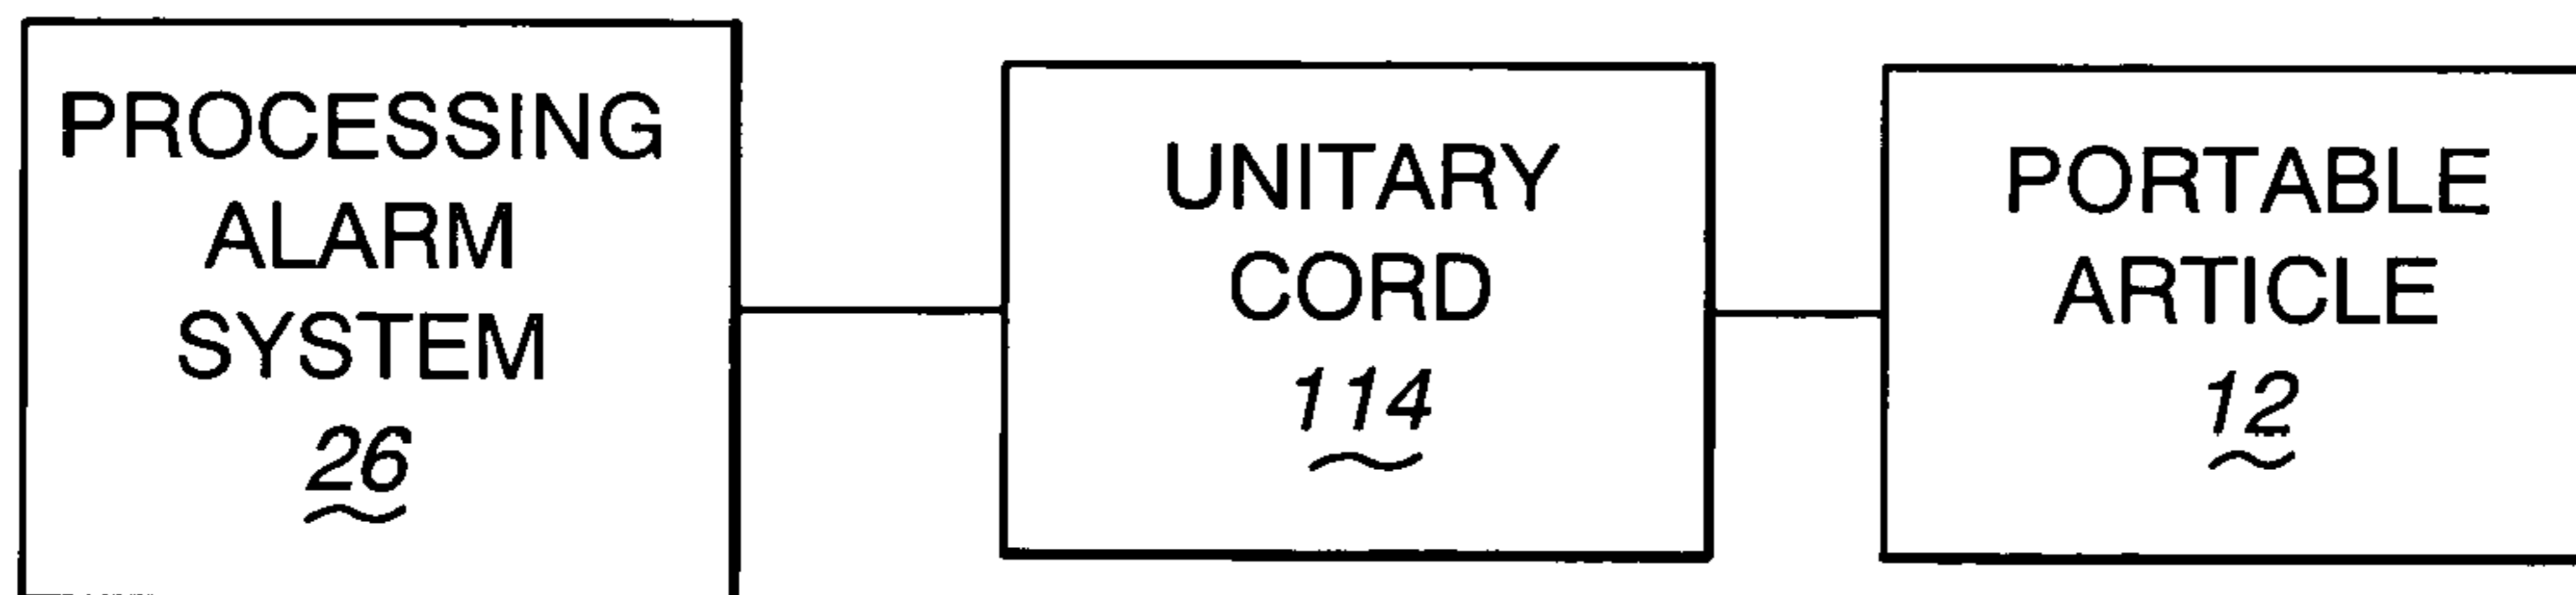 PROCESSING
ALARM
SYSTEM
26
UNITARY
CORD
114
PORTABLE
ARTICLE
12